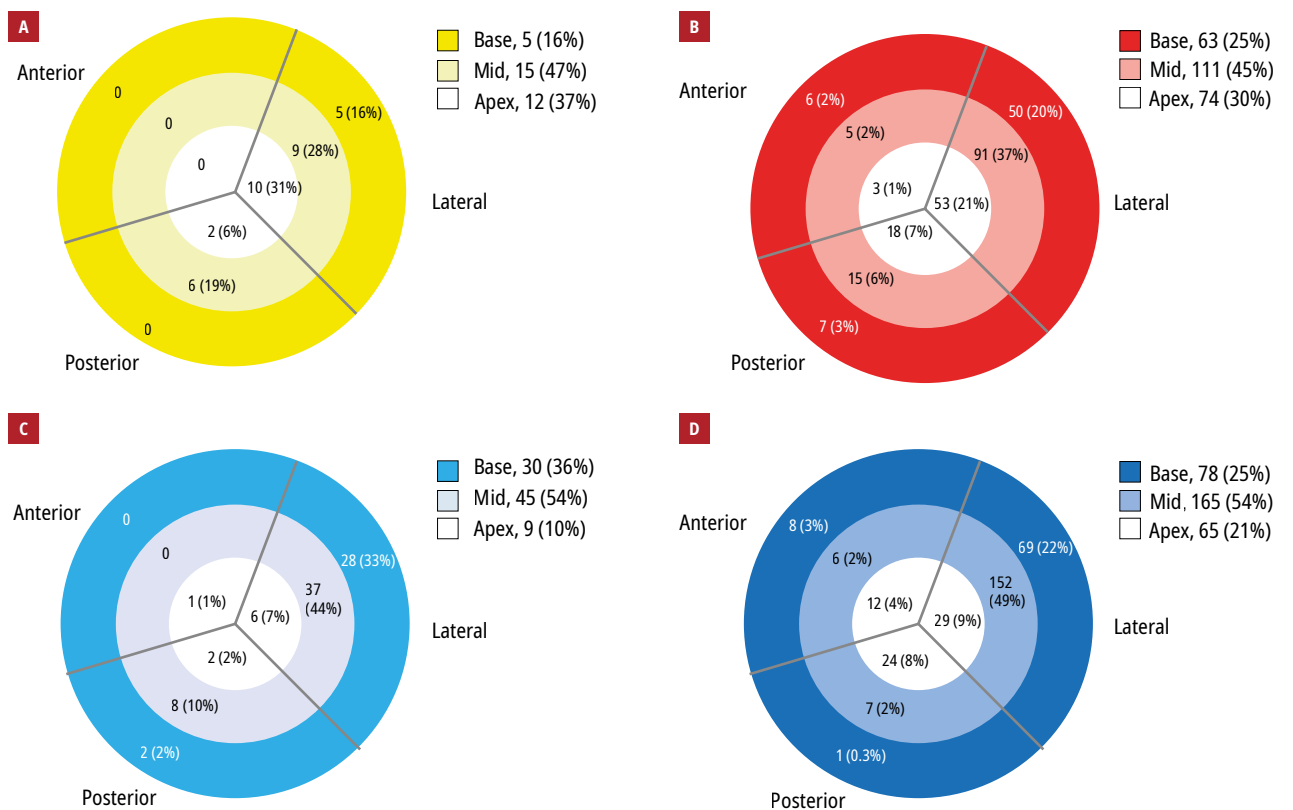 A
Base, 5 (16%)
Mid, 15 (47%)
Apex, 12 (37%)
Anterior
0
0
0
5 (16%)
9 (28%)
10 (31%)
Lateral
2 (6%)
6 (19%)
0
Posterior
B
Base, 63 (25%)
Mid, 111 (45%)
Apex, 74 (30%)
Anterior
6 (2%)
5 (2%)
3 (1%)
50 (20%)
91 (37%)
53 (21%)
Lateral
18 (7%)
15 (6%)
7 (3%)
Posterior
C
Base, 30 (36%)
Mid, 45 (54%)
Apex, 9 (10%)
Anterior
0
0
1 (1%)
28 (33%)
37
(44%)
6 (7%)
Lateral
2 (2%)
8 (10%)
2 (2%)
Posterior
D
Base, 78 (25%)
Mid, 165 (54%)
Apex, 65 (21%)
Anterior
8 (3%)
6 (2%)
12 (4%)
69 (22%)
152
(49%)
29 (9%)
Lateral
24 (8%)
7 (2%)
1 (0.3%)
Posterior